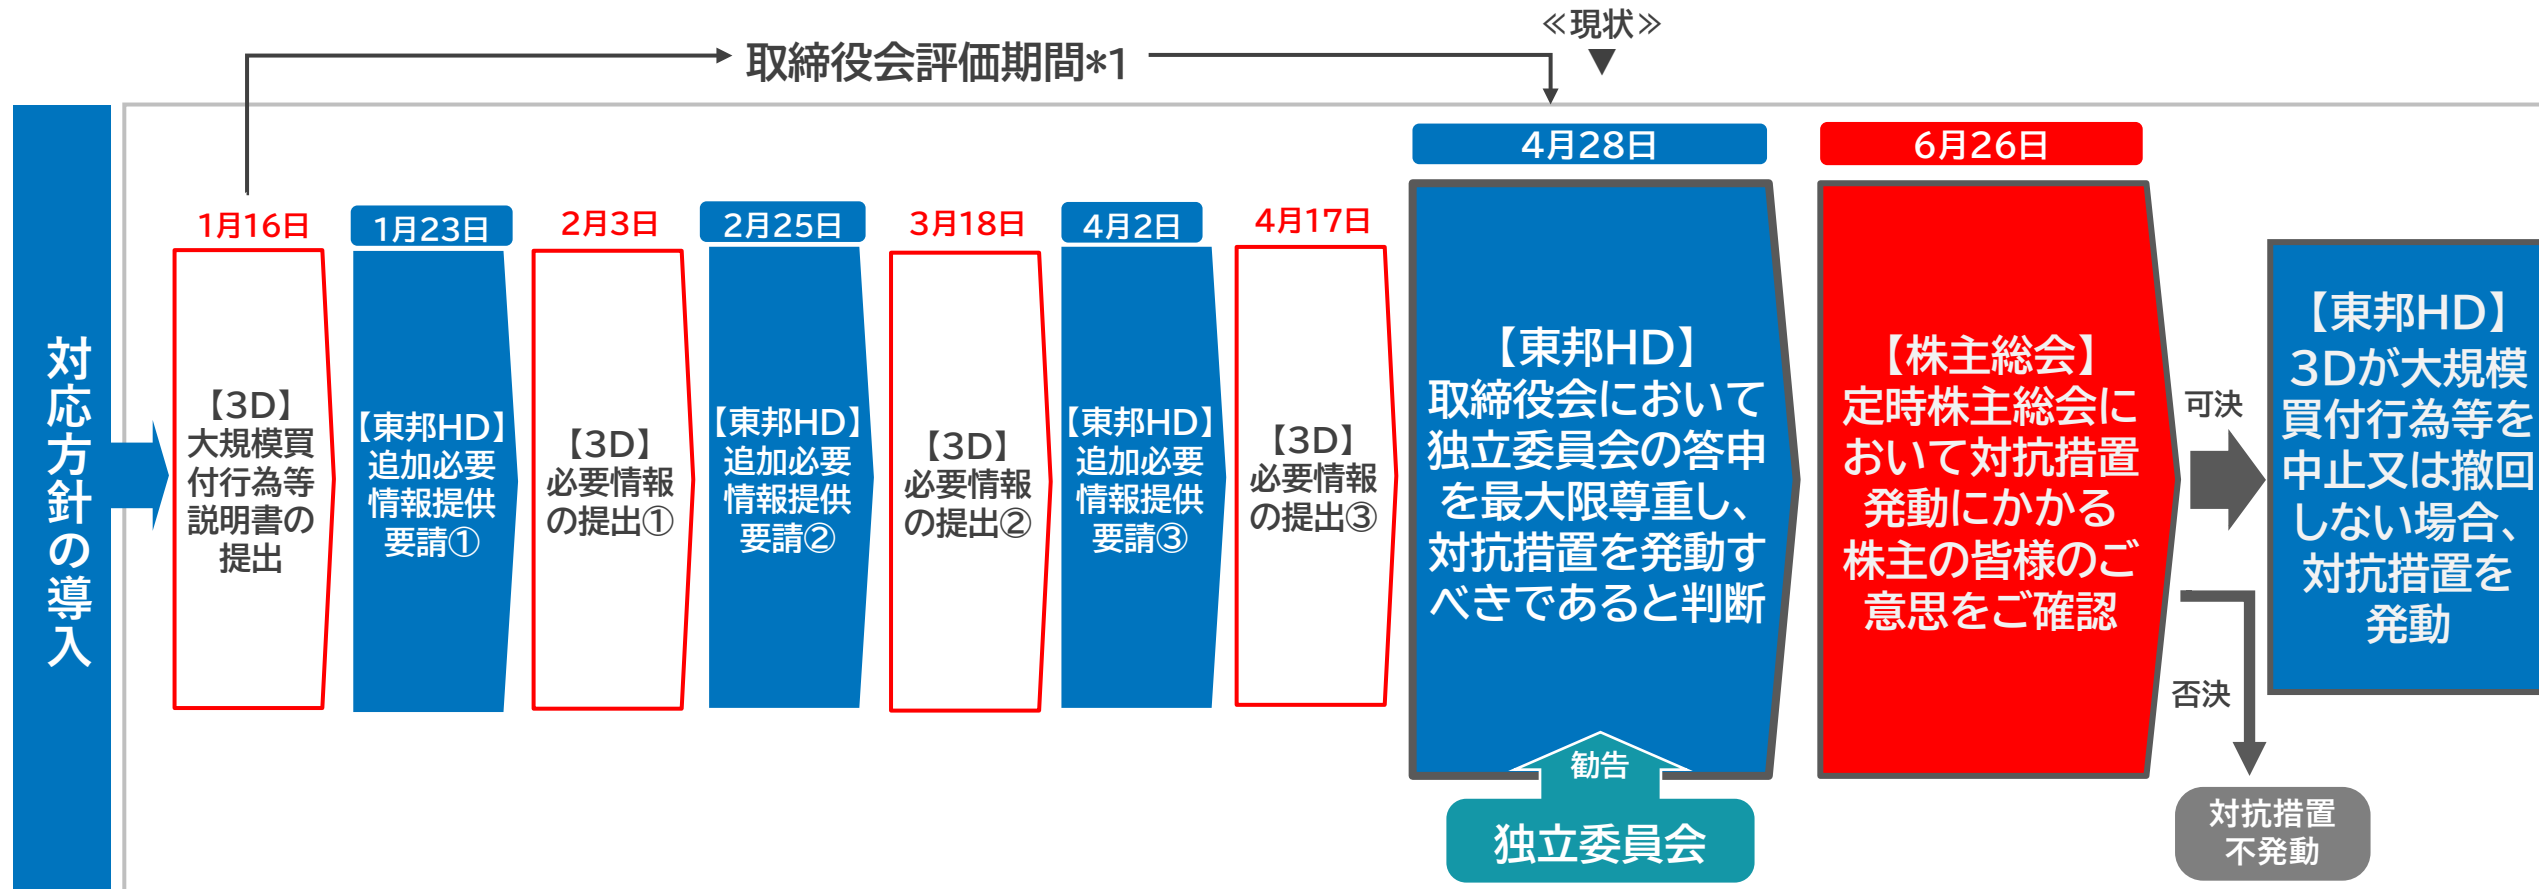 ≪現状≫
取締役会評価期間*1
対応方針の導入
1月16日
【3D】
大規模買
付行為等
説明書の
提出
1月23日
【東邦HD】
追加必要
情報提供
要請①
2月3日
【3D】
必要情報
の提出①
2月25日
【東邦HD】
追加必要
情報提供
要請②
3月18日
【3D】
必要情報
の提出②
4月2日
【東邦HD】
追加必要
情報提供
要請③
4月17日
【3D】
必要情報
の提出③
4月28日
【東邦HD】
取締役会において
独立委員会の答申
を最大限尊重し、
対抗措置を発動す
べきであると判断
勧告
独立委員会
6月26日
【株主総会】
定時株主総会に
おいて対抗措置
発動にかかる
株主の皆様のご
意思をご確認
可決
【東邦HD】
3Dが大規模
買付行為等を
中止又は撤回
しない場合、
対抗措置を
発動
否決
対抗措置
不発動